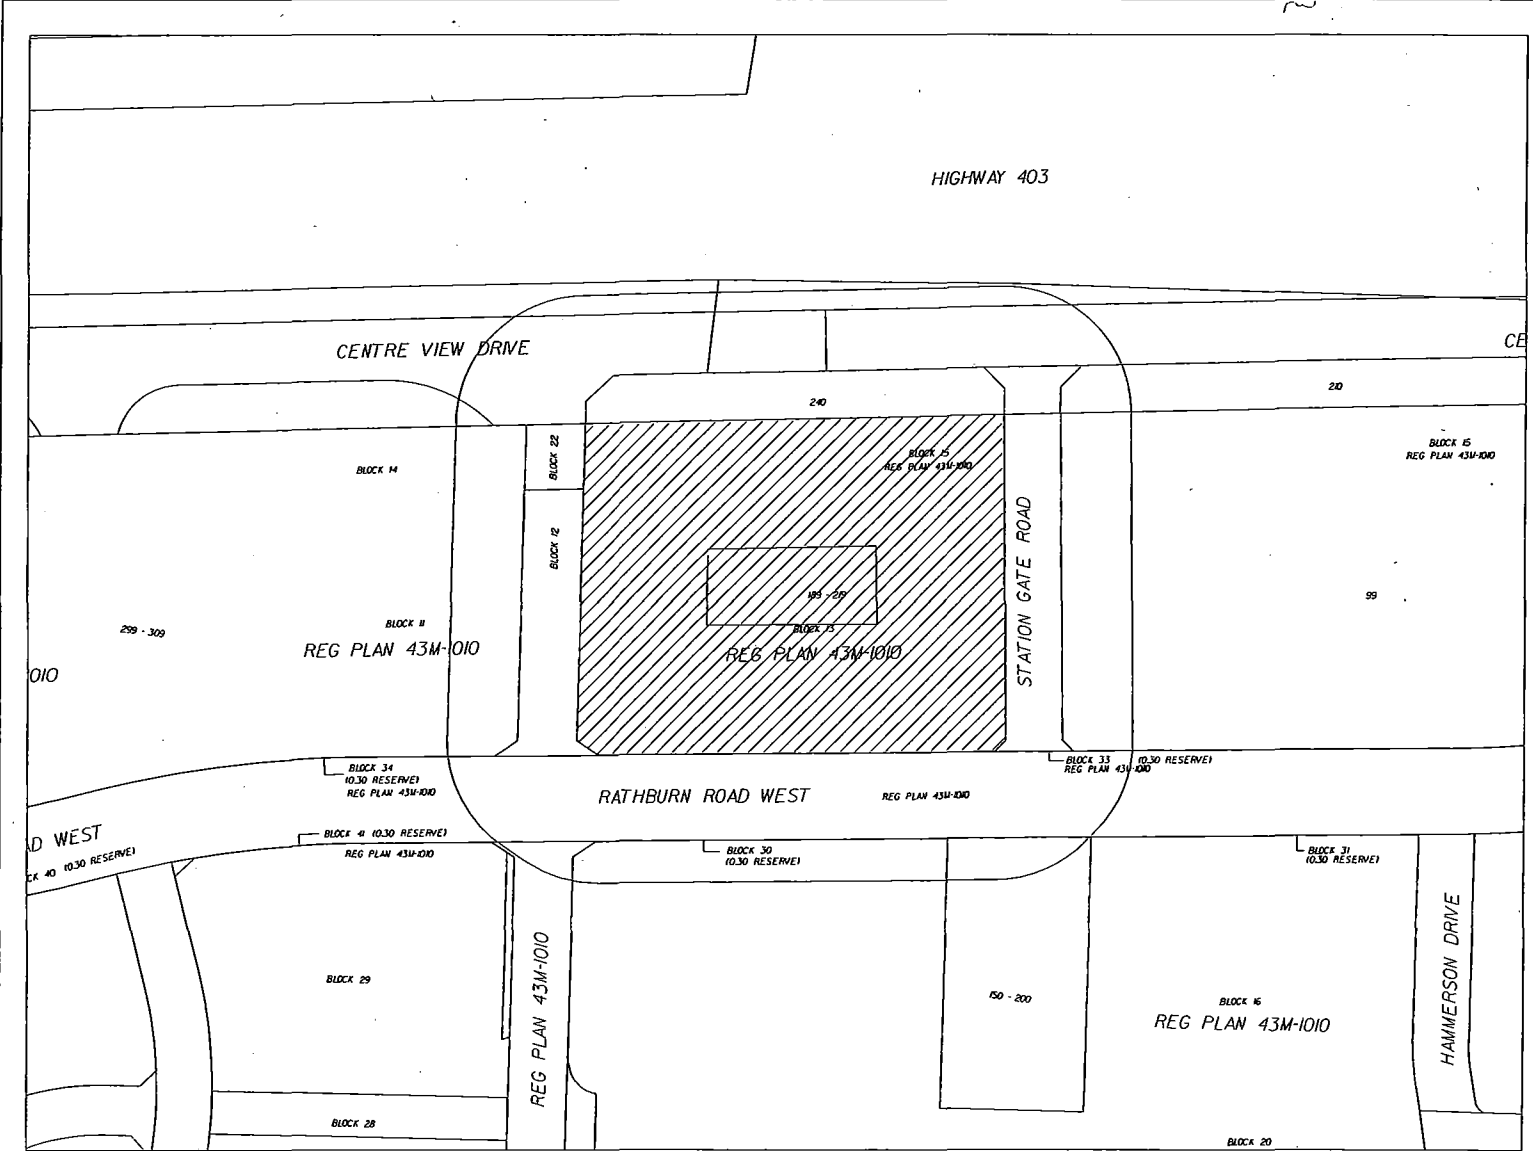 HIGHWAY 403
CENTRE VIEW DRIVE
CE
240
210
BLOCK 14
BLOCK 22
BLOCK 15
REG PLAN 43M-1010
BLOCK 15
REG PLAN 43M-1010
BLOCK 12
STATION GATE ROAD
189 - 219
99
299 - 309
BLOCK 11
REG PLAN 43M-1010
BLOCK 13
REG PLAN 43M-1010
010
BLOCK 34
(0.30 RESERVE)
REG PLAN 43M-1010
BLOCK 33 (0.30 RESERVE)
REG PLAN 43M-1010
RATHBURN ROAD WEST
REG PLAN 43M-1010
AD WEST
CK 40 (0.30 RESERVE)
BLOCK 41 (0.30 RESERVE)
REG PLAN 43M-1010
BLOCK 30
(0.30 RESERVE)
BLOCK 31
(0.30 RESERVE)
BLOCK 29
REG PLAN 43M-1010
150 - 200
BLOCK 16
REG PLAN 43M-1010
HAMMERSON DRIVE
BLOCK 28
BLOCK 20